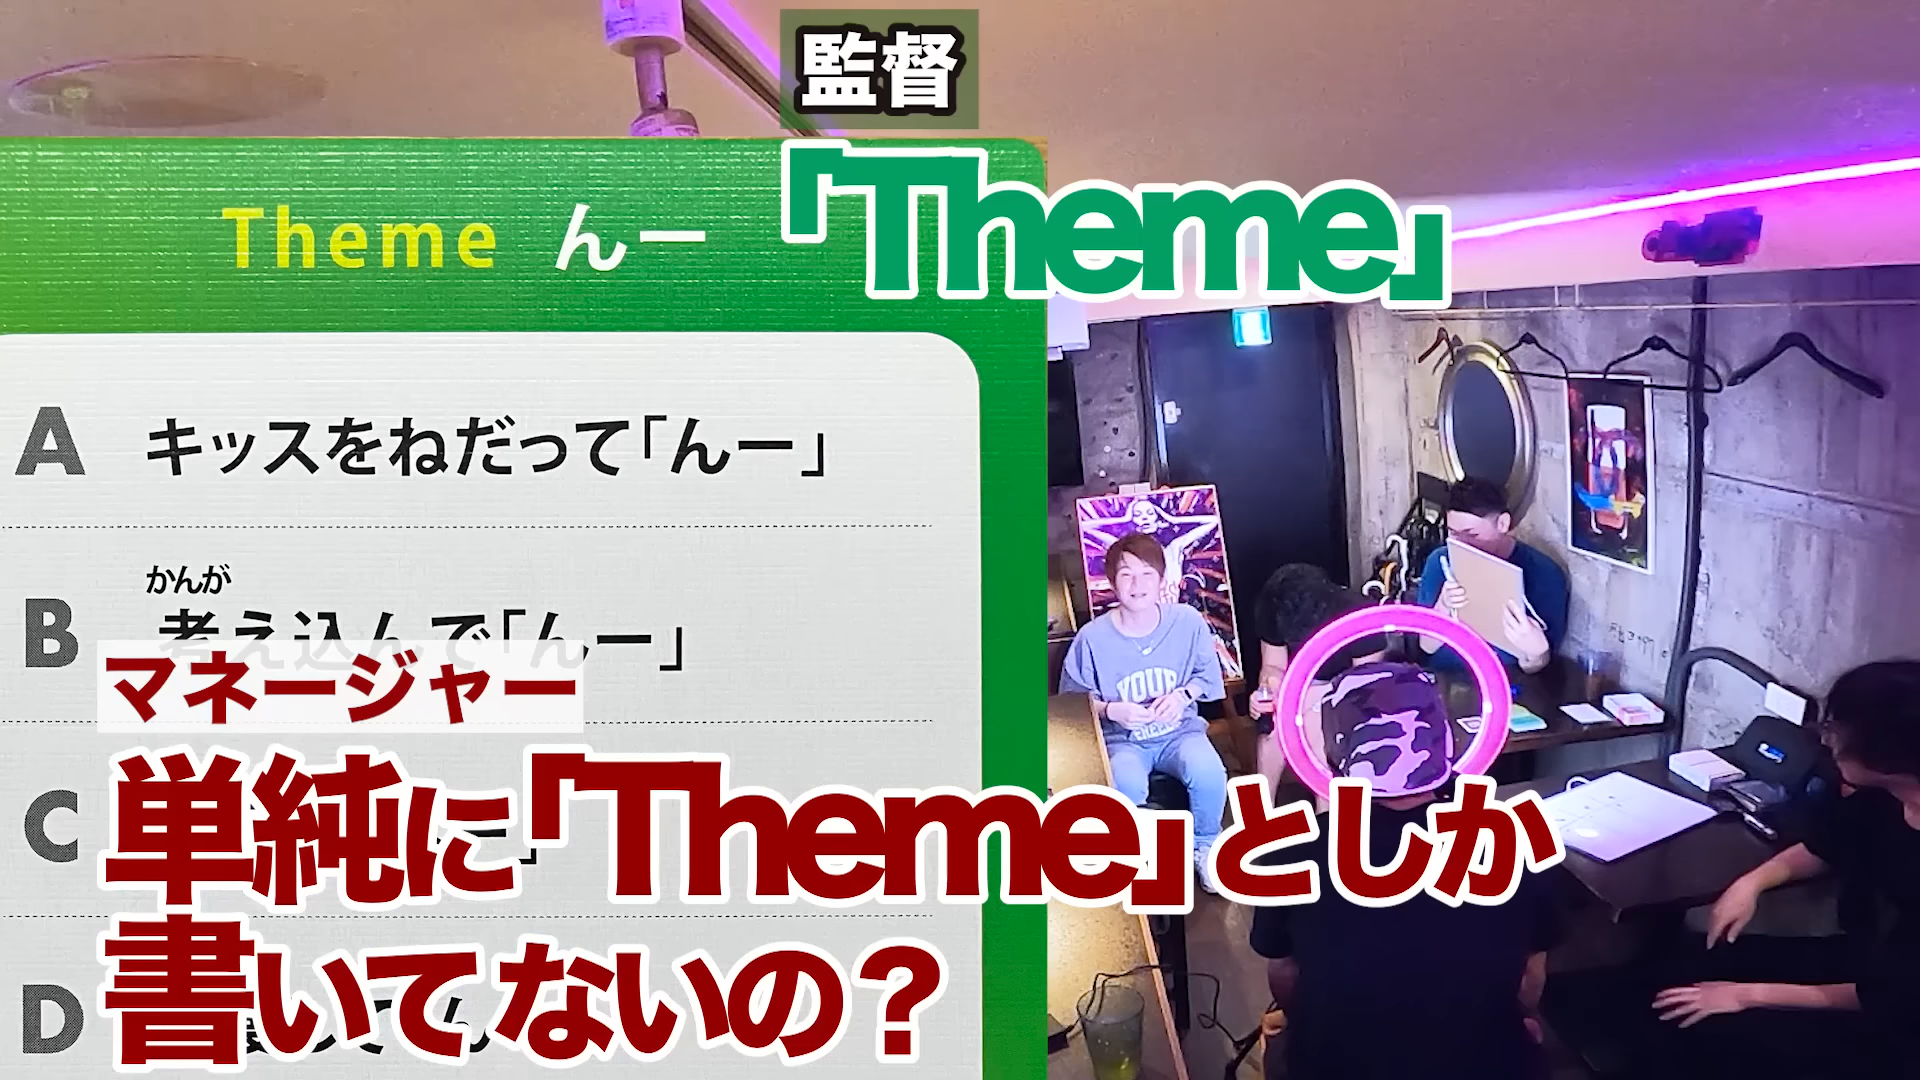 監督
「Theme」
Theme んー
A キッスをねだって「んー」
かんが
B 考え込んで「んー」
マネージャー
C
単純に「Theme」としか
D
書いてないの？
YOUR